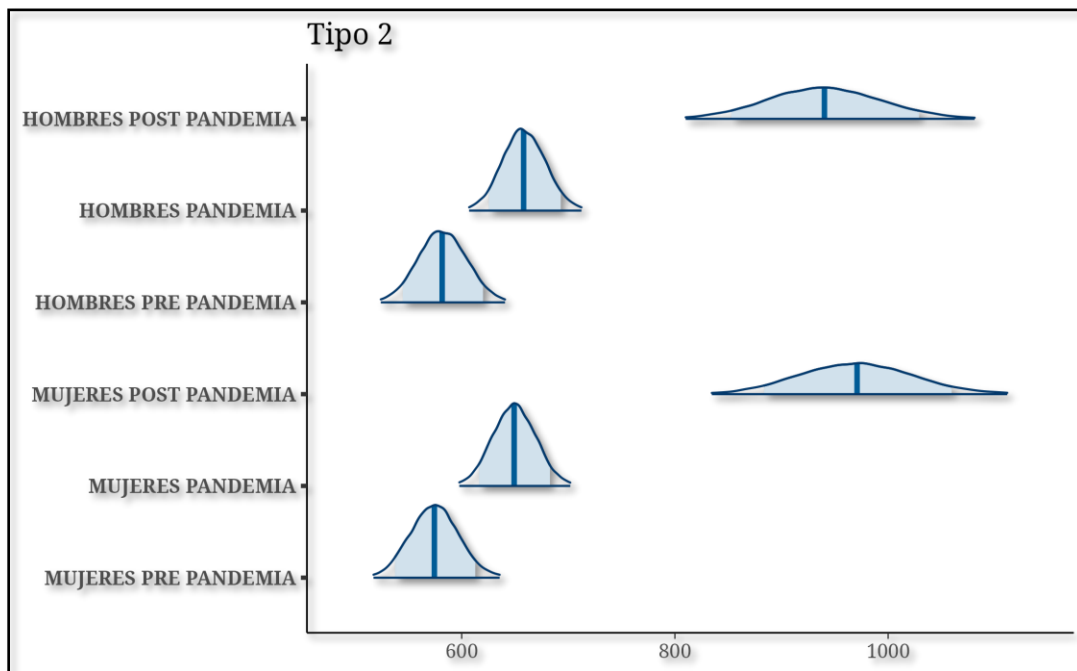 Tipo 2
HOMBRES POST PANDEMIA
HOMBRES PANDEMIA
HOMBRES PRE PANDEMIA
MUJERES POST PANDEMIA
MUJERES PANDEMIA
MUJERES PRE PANDEMIA
600 800 1000